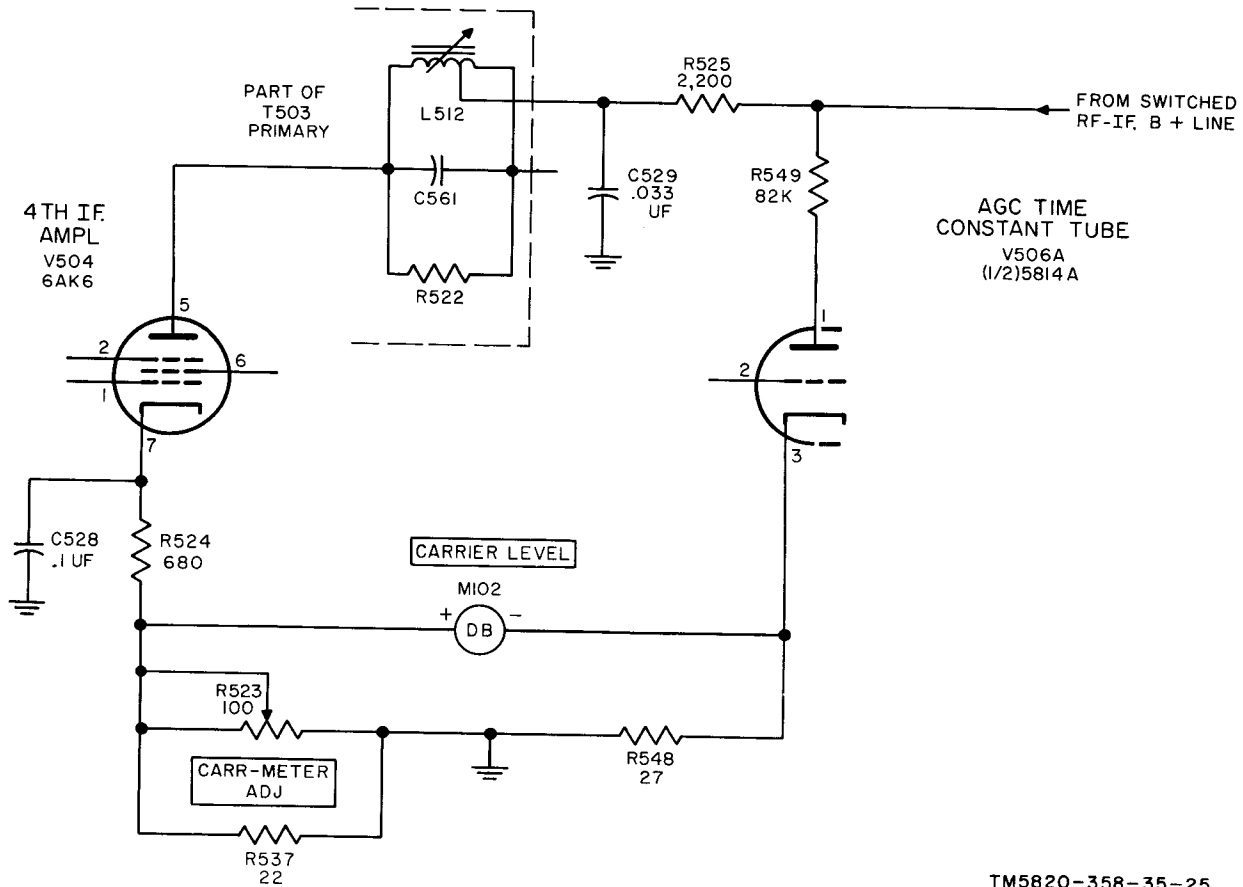 PART OF
T503
PRIMARY
L512
C561
R522
R525
2,200
FROM SWITCHED
RF-IF. B + LINE
C529
.033
UF
R549
82K
AGC TIME
CONSTANT TUBE
V506A
(1/2)5814A
4TH IF.
AMPL
V504
6AK6
5
2
6
1
7
1
2
3
C528
.1 UF
R524
680
CARRIER LEVEL
M102
+ -
DB
R523
100
CARR-METER
ADJ
R548
27
R537
22
TM5820-358-35-25